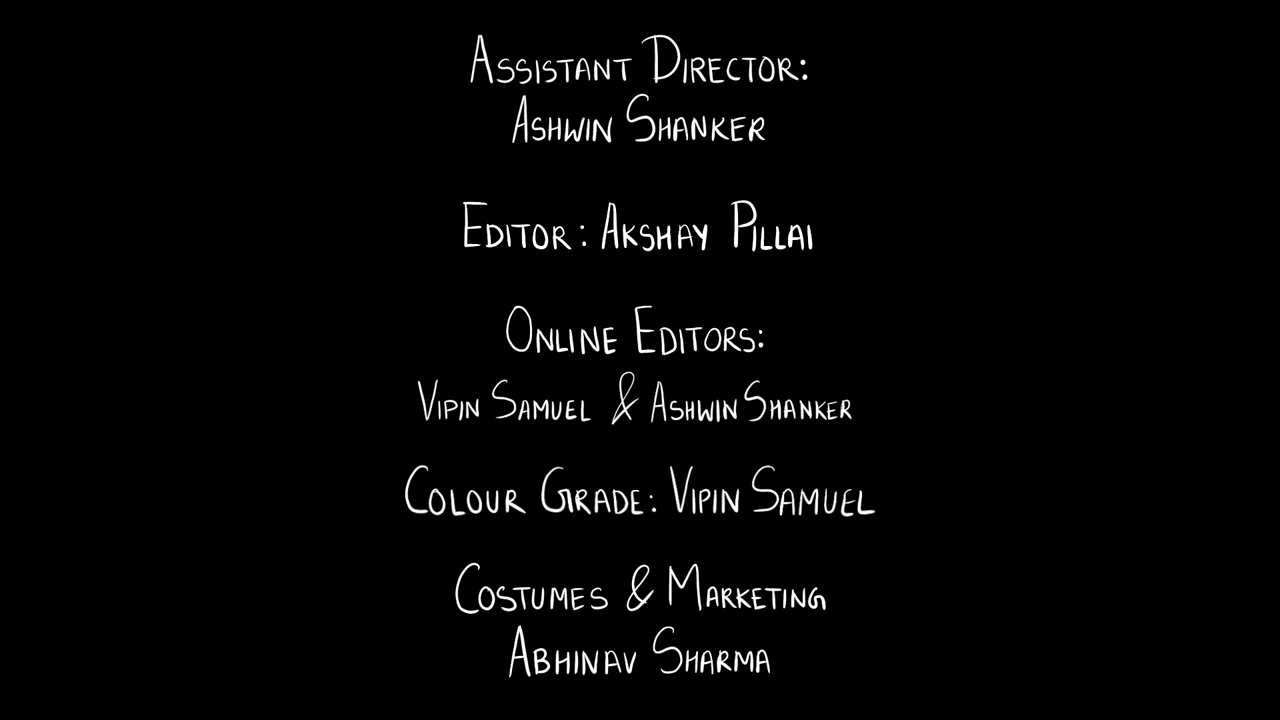 Assistant Director:
Ashwin Shanker
Editor: Akshay Pillai
Online Editors:
Vipin Samuel & Ashwin Shanker
Colour Grade: Vipin Samuel
Costumes & Marketing
Abhinav Sharma